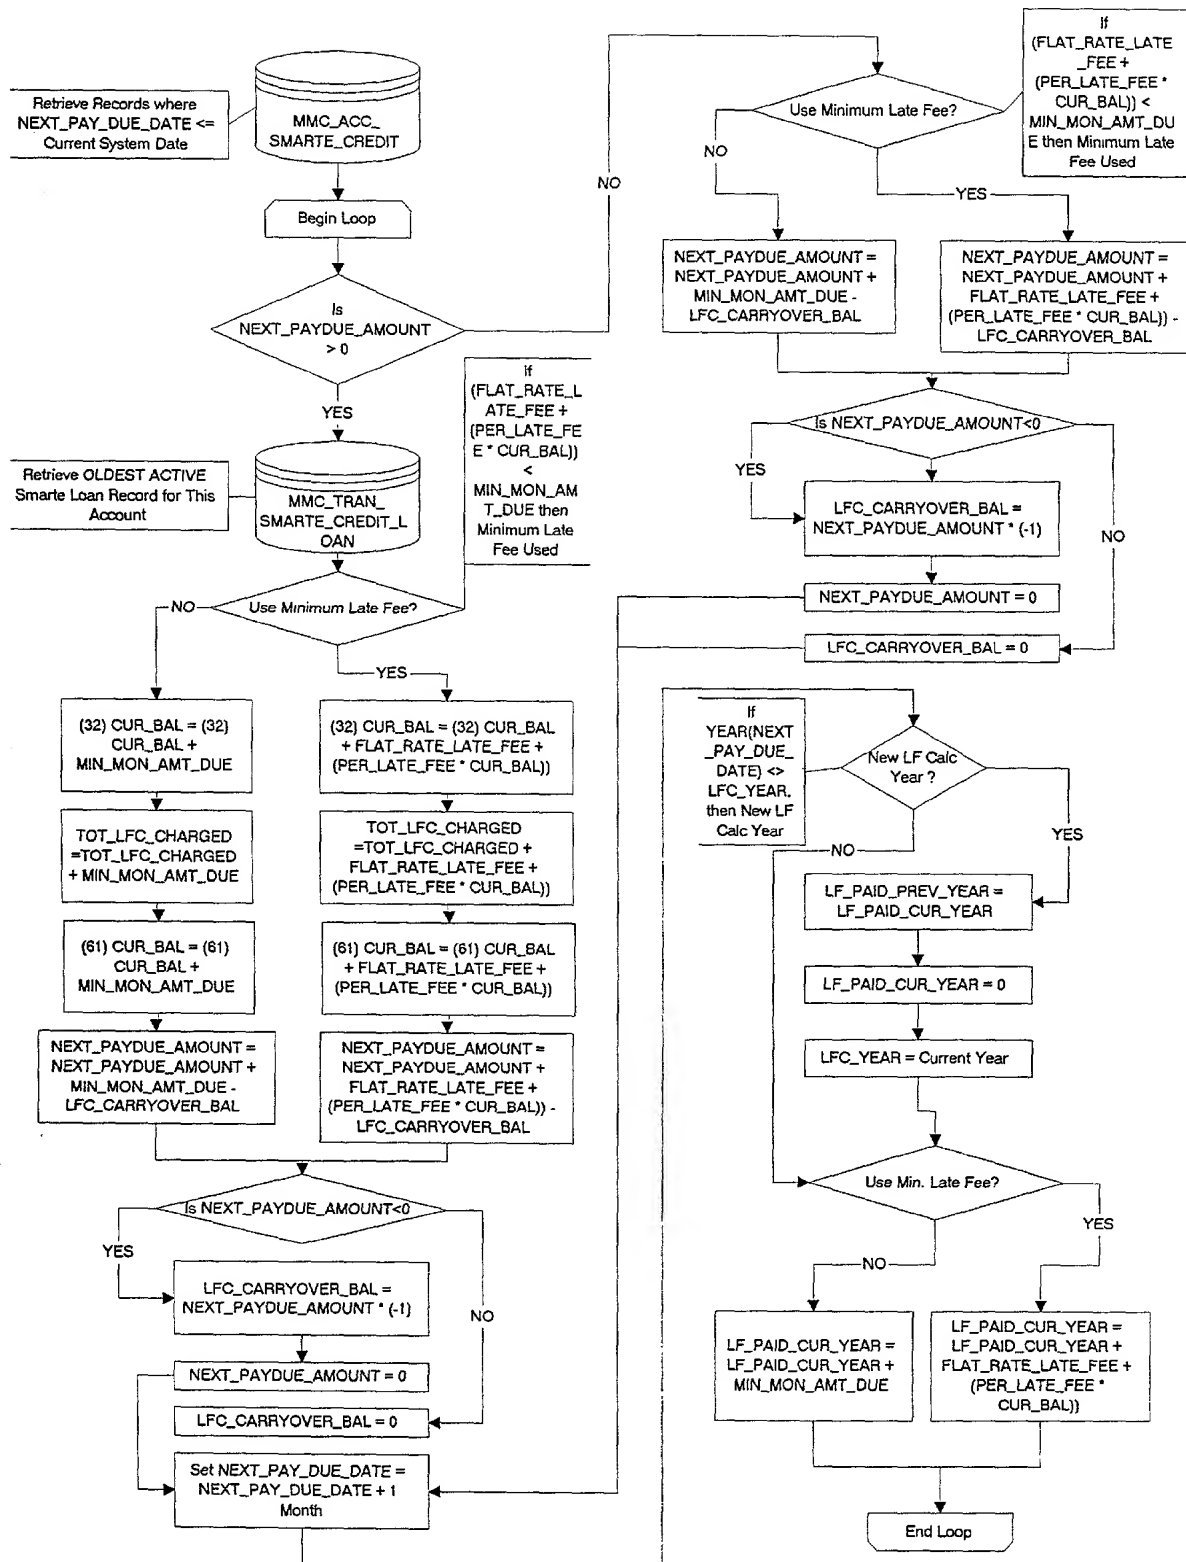 Retrieve Records where
NEXT_PAY_DUE_DATE <=
Current System Date
MMC_ACC_
SMARTE_CREDIT
Begin Loop
Is
NEXT_PAYDUE_AMOUNT
> 0
NO
YES
Retrieve OLDEST ACTIVE
Smarte Loan Record for This
Account
MMC_TRAN_
SMARTE_CREDIT_L
OAN
If
(FLAT_RATE_L
ATE_FEE +
(PER_LATE_FE
E * CUR_BAL))
<
MIN_MON_AM
T_DUE then
Minimum Late
Fee Used
Use Minimum Late Fee?
NO
YES
(32) CUR_BAL = (32)
CUR_BAL +
MIN_MON_AMT_DUE
TOT_LFC_CHARGED
=TOT_LFC_CHARGED
+ MIN_MON_AMT_DUE
(61) CUR_BAL = (61)
CUR_BAL +
MIN_MON_AMT_DUE
NEXT_PAYDUE_AMOUNT =
NEXT_PAYDUE_AMOUNT +
MIN_MON_AMT_DUE -
LFC_CARRYOVER_BAL
(32) CUR_BAL = (32) CUR_BAL
+ FLAT_RATE_LATE_FEE +
(PER_LATE_FEE * CUR_BAL))
TOT_LFC_CHARGED
=TOT_LFC_CHARGED +
FLAT_RATE_LATE_FEE +
(PER_LATE_FEE * CUR_BAL))
(61) CUR_BAL = (61) CUR_BAL
+ FLAT_RATE_LATE_FEE +
(PER_LATE_FEE * CUR_BAL))
NEXT_PAYDUE_AMOUNT =
NEXT_PAYDUE_AMOUNT +
FLAT_RATE_LATE_FEE +
(PER_LATE_FEE * CUR_BAL)) -
LFC_CARRYOVER_BAL
Is NEXT_PAYDUE_AMOUNT<0
YES
NO
LFC_CARRYOVER_BAL =
NEXT_PAYDUE_AMOUNT * (-1)
NEXT_PAYDUE_AMOUNT = 0
LFC_CARRYOVER_BAL = 0
Set NEXT_PAY_DUE_DATE =
NEXT_PAY_DUE_DATE + 1
Month
Use Minimum Late Fee?
If
(FLAT_RATE_LATE
_FEE +
(PER_LATE_FEE *
CUR_BAL)) <
MIN_MON_AMT_DU
E then Minimum Late
Fee Used
NO
YES
NEXT_PAYDUE_AMOUNT =
NEXT_PAYDUE_AMOUNT +
MIN_MON_AMT_DUE -
LFC_CARRYOVER_BAL
NEXT_PAYDUE_AMOUNT =
NEXT_PAYDUE_AMOUNT +
FLAT_RATE_LATE_FEE +
(PER_LATE_FEE * CUR_BAL)) -
LFC_CARRYOVER_BAL
Is NEXT_PAYDUE_AMOUNT<0
YES
NO
LFC_CARRYOVER_BAL =
NEXT_PAYDUE_AMOUNT * (-1)
NEXT_PAYDUE_AMOUNT = 0
LFC_CARRYOVER_BAL = 0
If
YEAR(NEXT
_PAY_DUE_
DATE) <>
LFC_YEAR,
then New LF
Calc Year
New LF Calc
Year ?
YES
NO
LF_PAID_PREV_YEAR =
LF_PAID_CUR_YEAR
LF_PAID_CUR_YEAR = 0
LFC_YEAR = Current Year
Use Min. Late Fee?
YES
NO
LF_PAID_CUR_YEAR =
LF_PAID_CUR_YEAR +
MIN_MON_AMT_DUE
LF_PAID_CUR_YEAR =
LF_PAID_CUR_YEAR +
FLAT_RATE_LATE_FEE +
(PER_LATE_FEE *
CUR_BAL))
End Loop